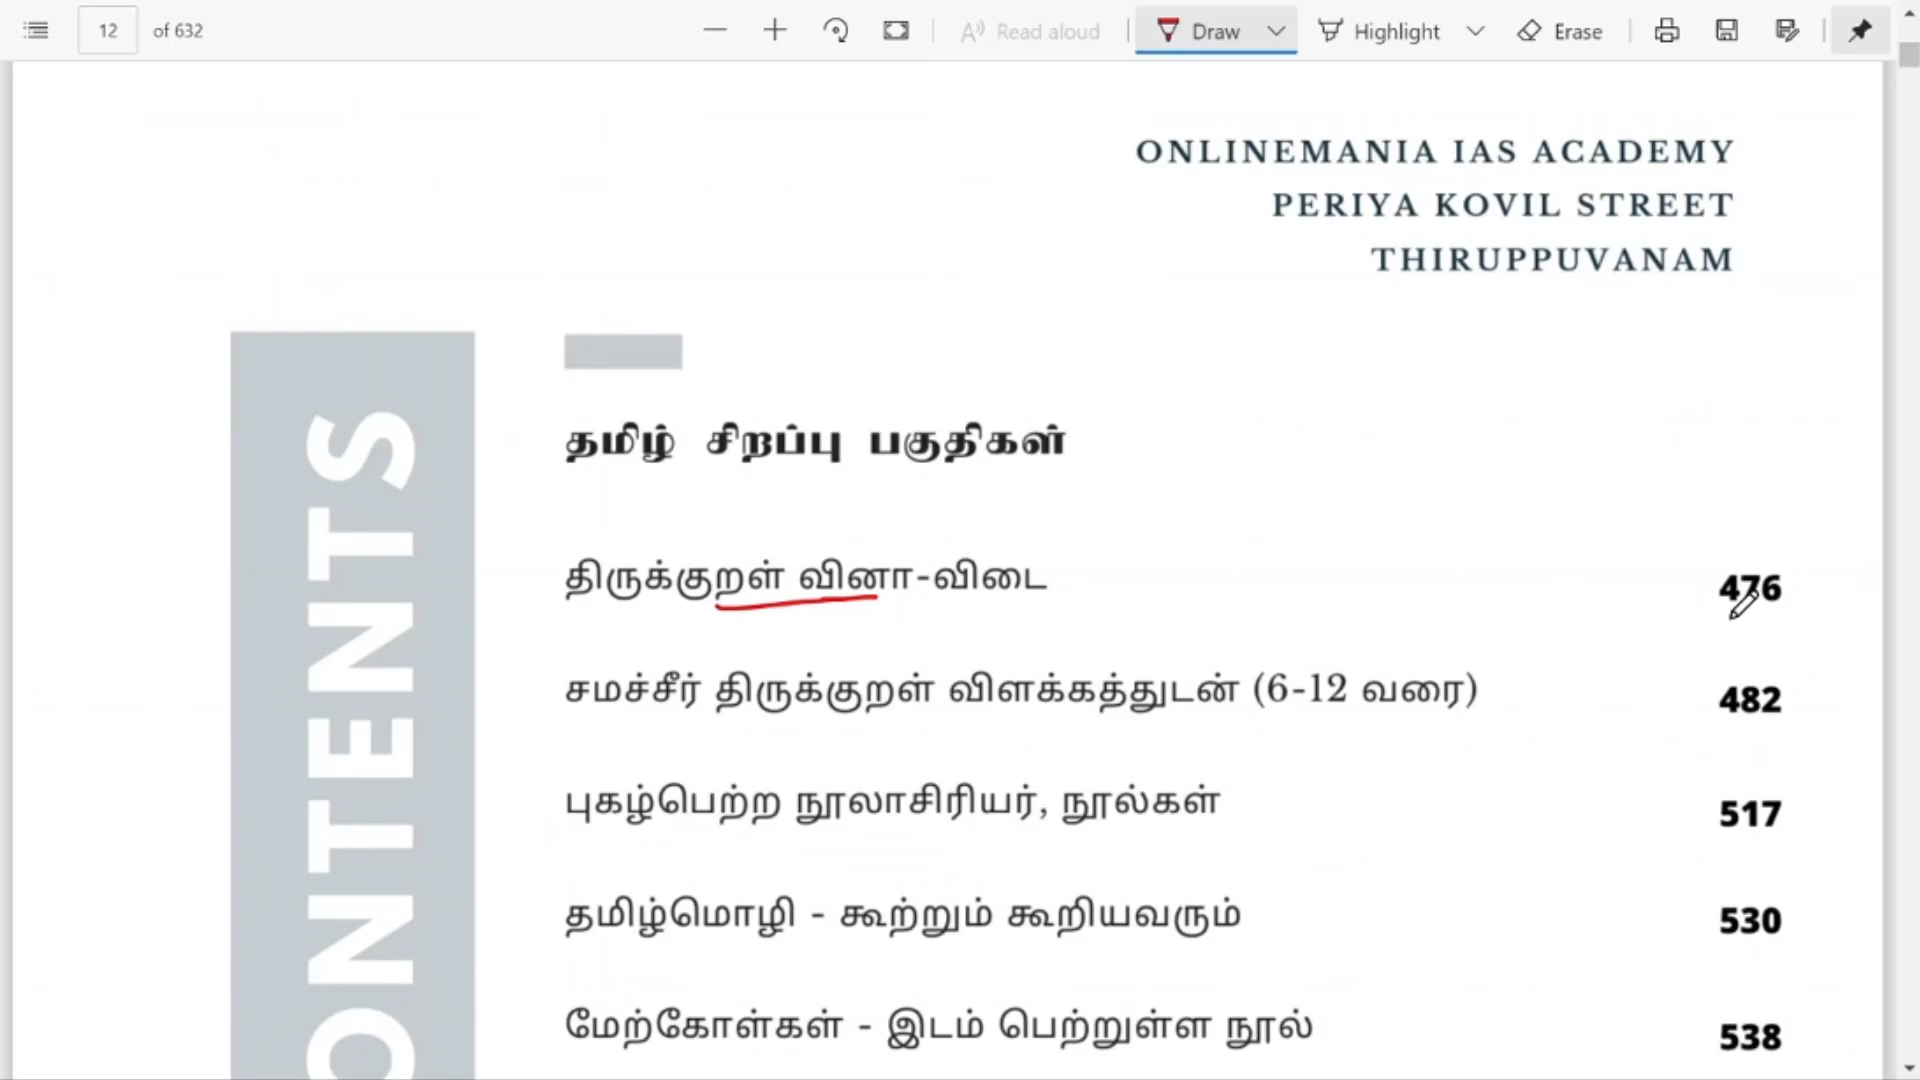 12 of 632
Read aloud
Draw
Highlight
Erase
ONLINEMANIA IAS ACADEMY
PERIYA KOVIL STREET
THIRUPPUVANAM
CONTENTS
தமிழ் சிறப்பு பகுதிகள்
திருக்குறள் வினா-விடை 476
சமச்சீர் திருக்குறள் விளக்கத்துடன் (6-12 வரை) 482
புகழ்பெற்ற நூலாசிரியர், நூல்கள் 517
தமிழ்மொழி - கூற்றும் கூறியவரும் 530
மேற்கோள்கள் - இடம் பெற்றுள்ள நூல் 538